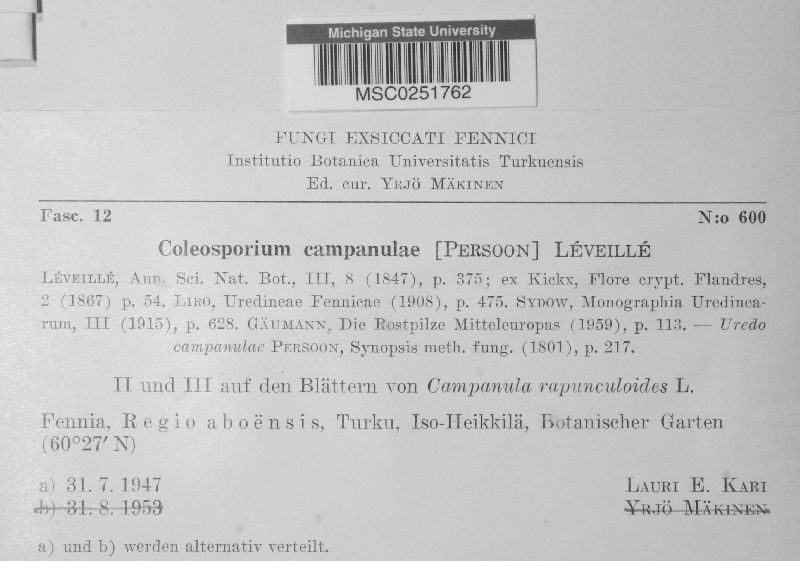 Michigan State University
MSC0251762
FUNGI EXSICCATI FENNICI
Institutio Botanica Universitatis Turkuensis
Ed. cur. YRJÖ MÄKINEN
Fasc. 12 N:o 600
Coleosporium campanulae [PERSOON] LÉVEILLÉ
LÉVEILLÉ, Ann. Sci. Nat. Bot., III, 8 (1847), p. 375; ex Kickx, Flore crypt. Flandres,
2 (1867) p. 54. LIRO, Uredineae Fennicae (1908), p. 475. SYDOW, Monographia Uredinea-
rum, III (1915), p. 628. GÄUMANN, Die Rostpilze Mitteleuropas (1959), p. 113. — Uredo
campanulae PERSOON, Synopsis meth. fung. (1801), p. 217.
II und III auf den Blättern von Campanula rapunculoides L.
Fennia, Regio aboënsis, Turku, Iso-Heikkilä, Botanischer Garten
(60°27′ N)
a) 31. 7. 1947 LAURI E. KARI
b) 31. 8. 1953 YRJÖ MÄKINEN
a) und b) werden alternativ verteilt.